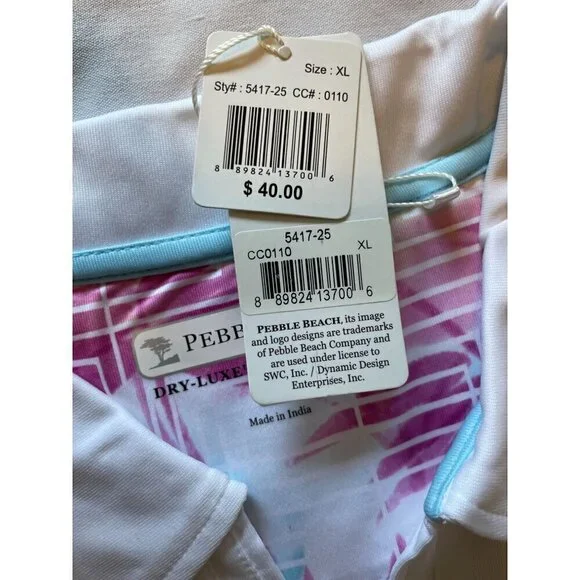 Size : XL
Sty# : 5417-25 CC# : 0110
8 89824 13700 6
$ 40.00
5417-25
CC0110 XL
8 89824 13700 6
PEBBLE BEACH, its image
and logo designs are trademarks
of Pebble Beach Company and
are used under license to
SWC, Inc. / Dynamic Design
Enterprises, Inc.
PEBB
DRY-LUXE
Made in India